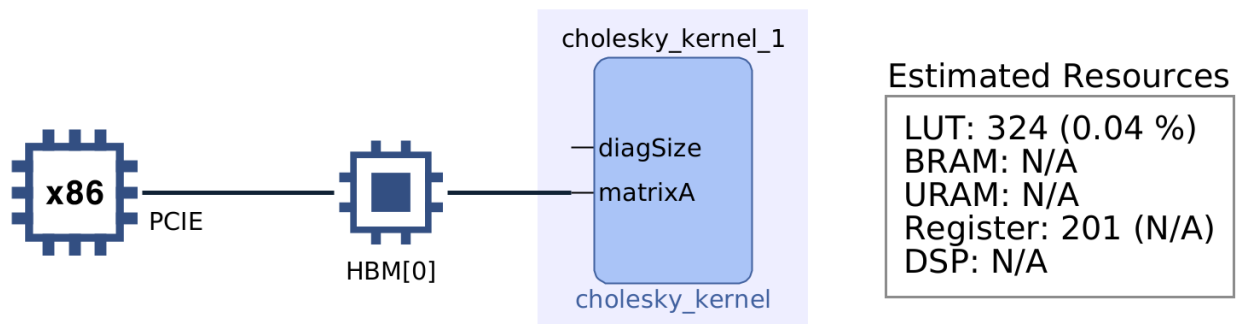 x86
PCIE
HBM[0]
cholesky_kernel_1
diagSize
matrixA
cholesky_kernel
Estimated Resources
LUT: 324 (0.04 %)
BRAM: N/A
URAM: N/A
Register: 201 (N/A)
DSP: N/A